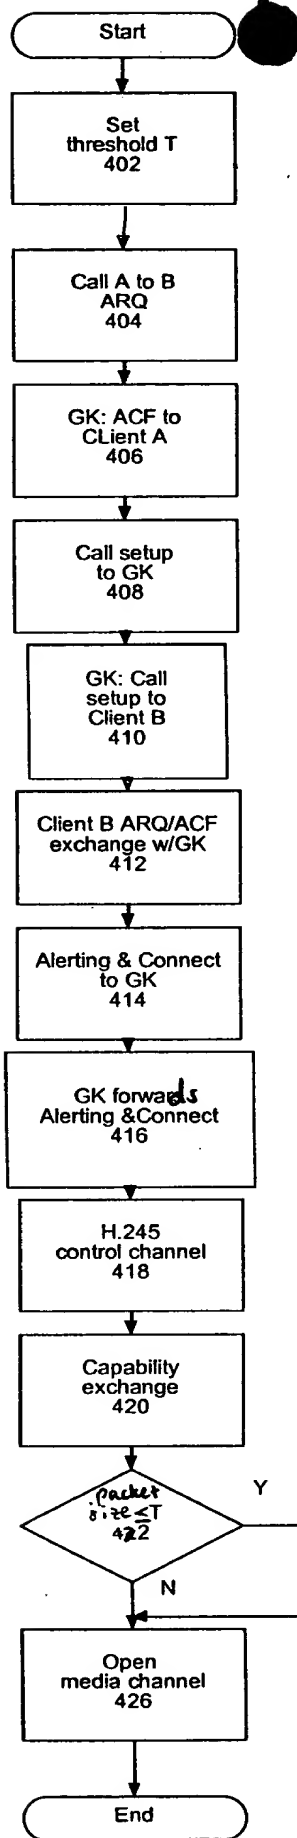 Start
Set
threshold T
402
Call A to B
ARQ
404
GK: ACF to
CLient A
406
Call setup
to GK
408
GK: Call
setup to
Client B
410
Client B ARQ/ACF
exchange w/GK
412
Alerting & Connect
to GK
414
GK forwards
Alerting &Connect
416
H.245
control channel
418
Capability
exchange
420
packet
size ≤T
422
Y
N
Open
media channel
426
End